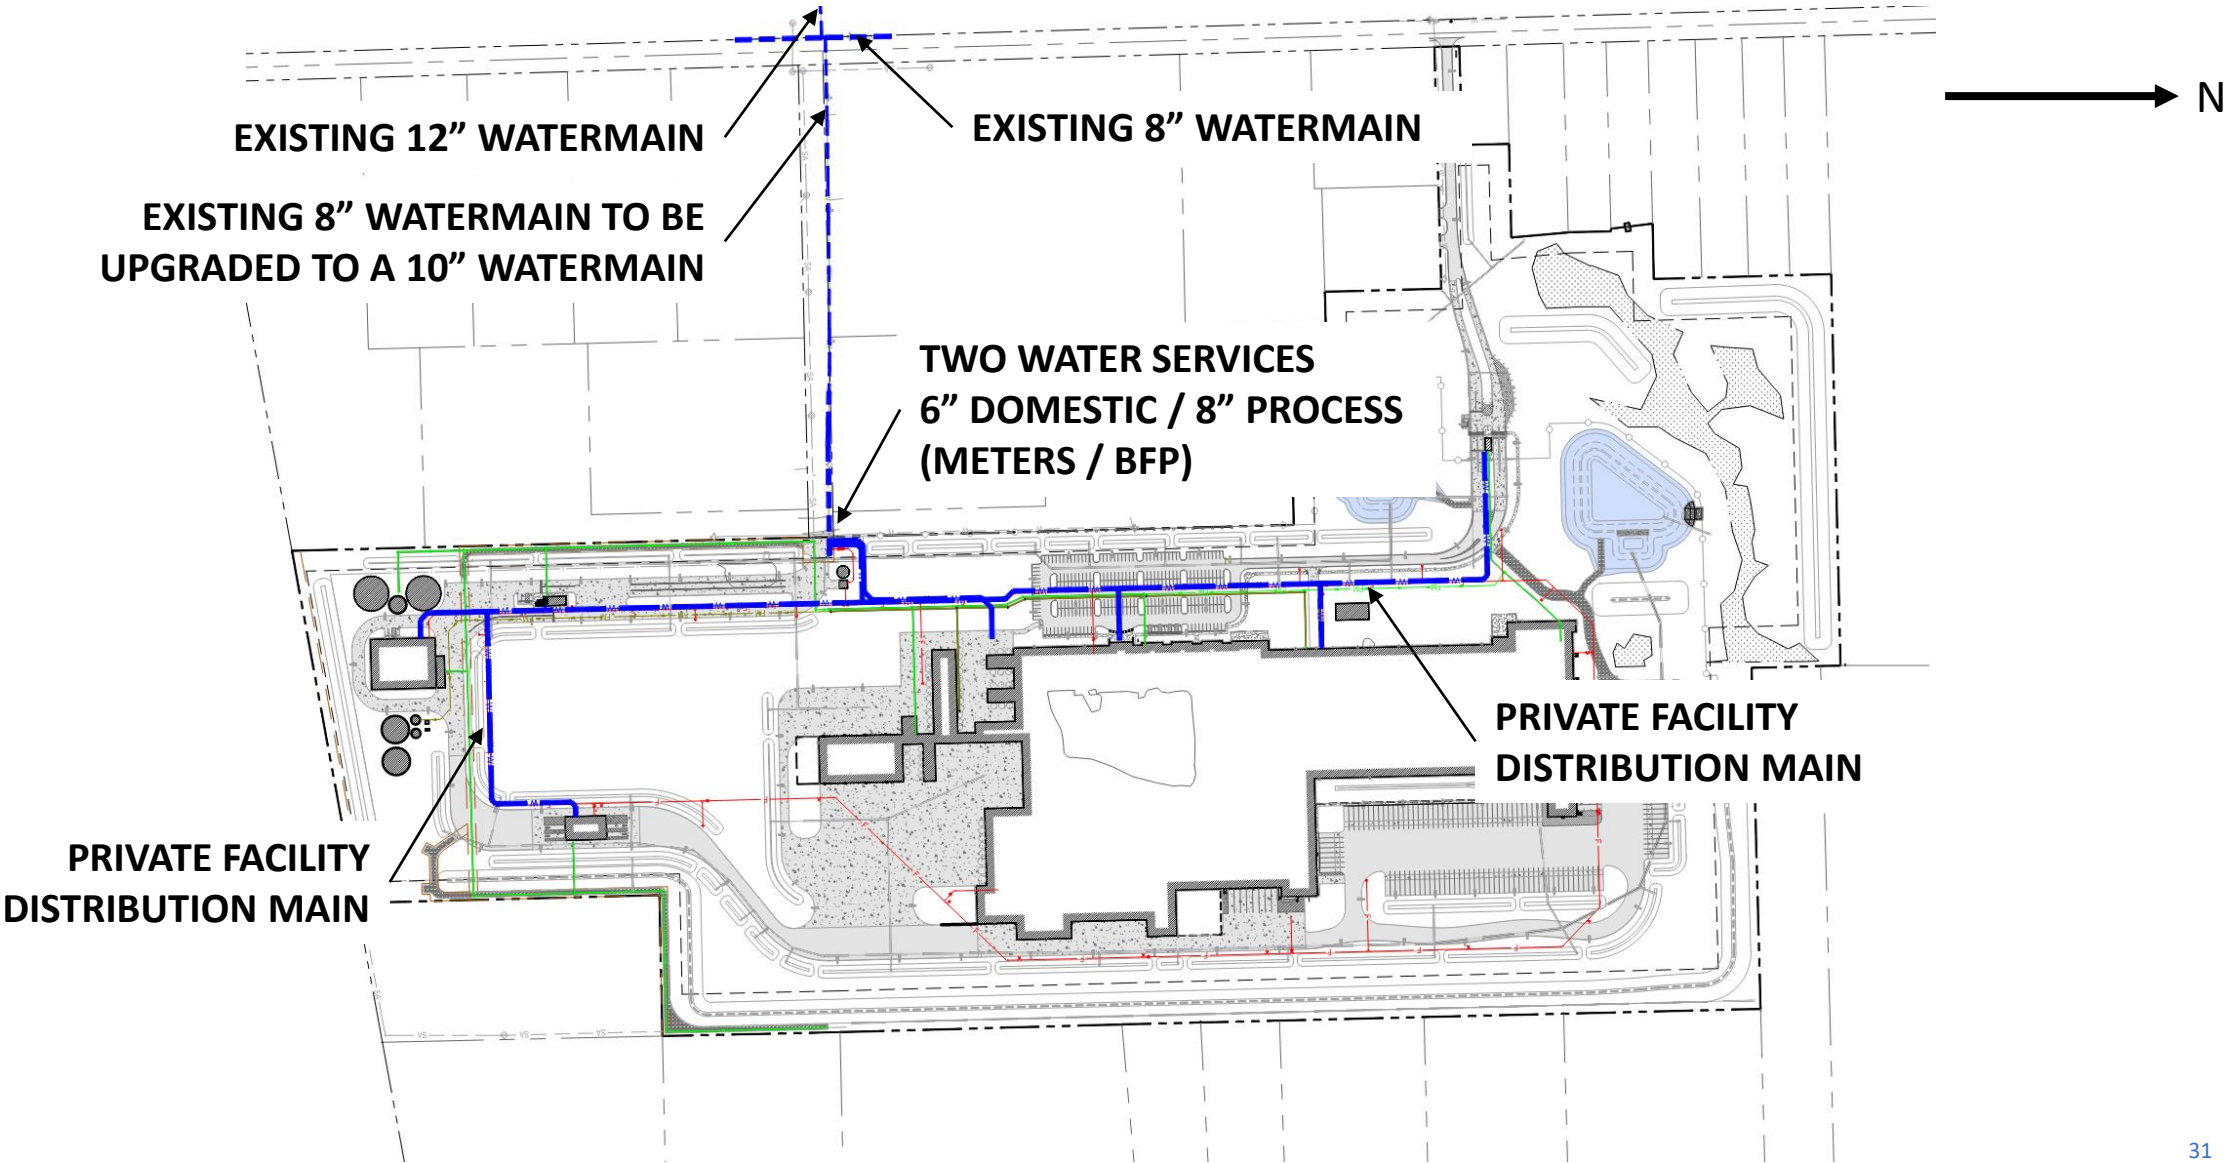 N
EXISTING 12” WATERMAIN
EXISTING 8” WATERMAIN
EXISTING 8” WATERMAIN TO BE
UPGRADED TO A 10” WATERMAIN
TWO WATER SERVICES
6” DOMESTIC / 8” PROCESS
(METERS / BFP)
PRIVATE FACILITY
DISTRIBUTION MAIN
PRIVATE FACILITY
DISTRIBUTION MAIN
31